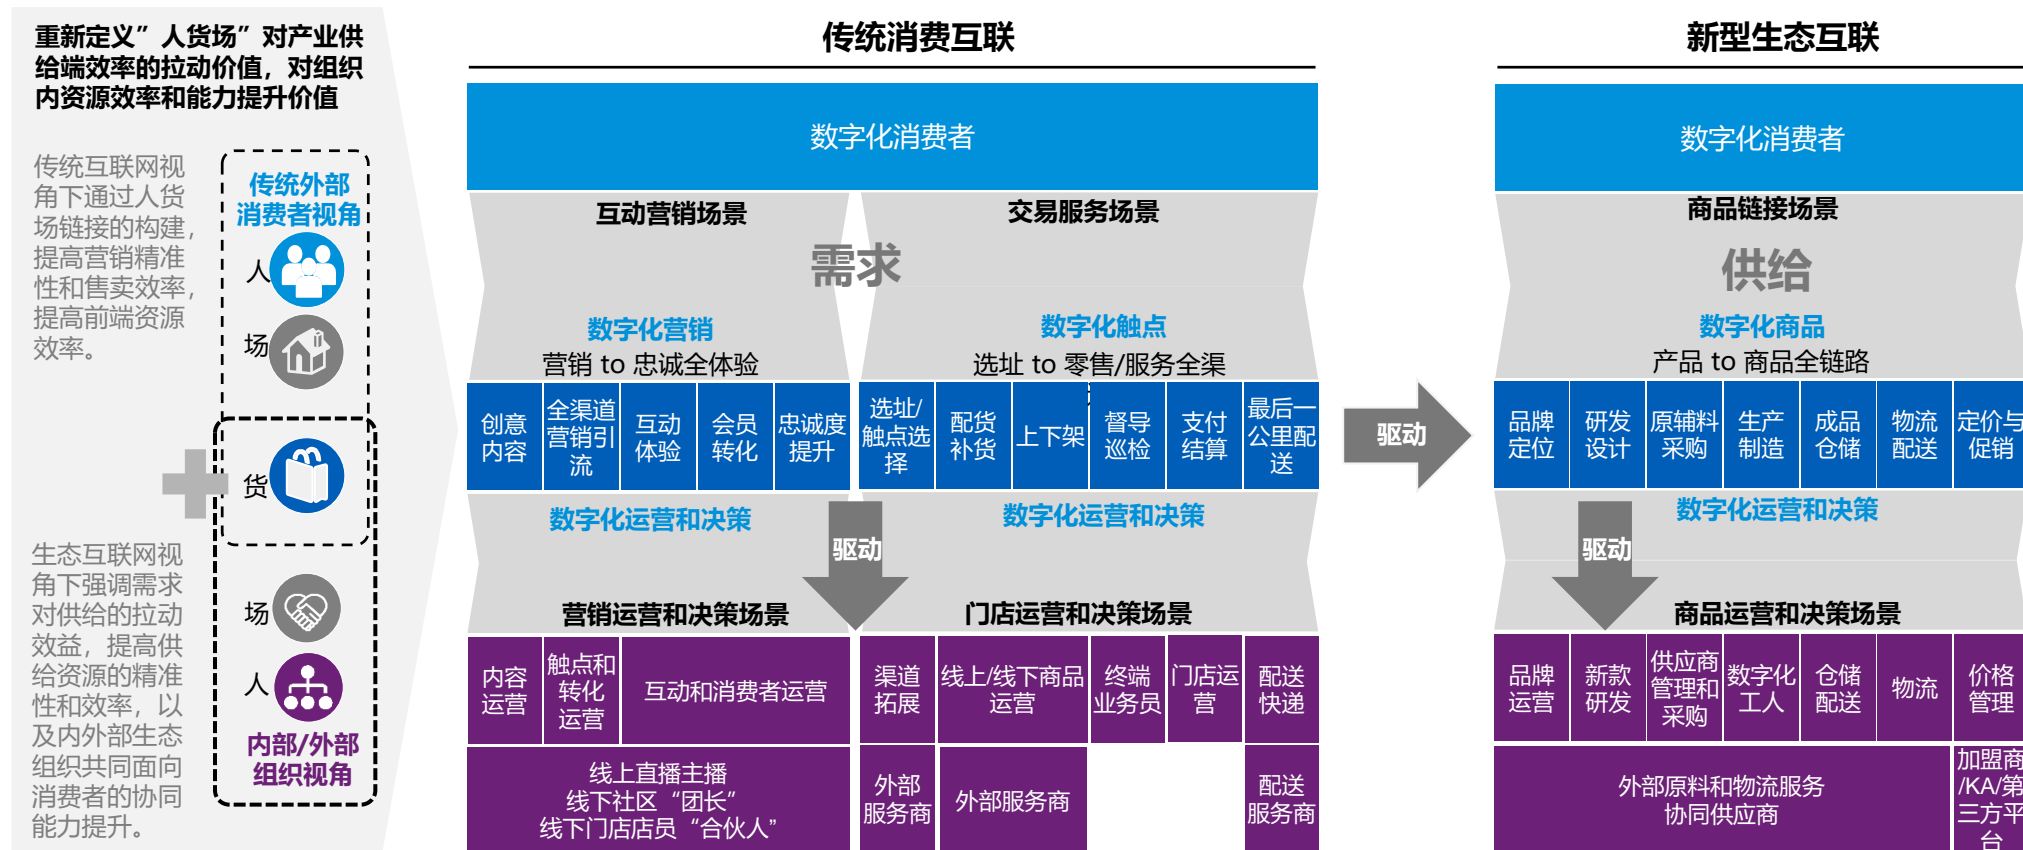 重新定义”人货场”对产业供
给端效率的拉动价值，对组织
内资源效率和能力提升价值
传统互联网视
角下通过人货
场链接的构建，
提高营销精准
性和售卖效率，
提高前端资源
效率。
传统外部
消费者视角
人
场
货
生态互联网视
角下强调需求
对供给的拉动
效益，提高供
给资源的精准
性和效率，以
及内外部生态
组织共同面向
消费者的协同
能力提升。
场
人
内部/外部
组织视角
传统消费互联
数字化消费者
互动营销场景
交易服务场景
需求
数字化营销
营销 to 忠诚全体验
数字化触点
选址 to 零售/服务全渠
创意
内容
全渠道
营销引
流
互动
体验
会员
转化
忠诚度
提升
选址/
触点选
择
配货
补货
上下架
督导
巡检
支付
结算
最后一
公里配
送
数字化运营和决策
数字化运营和决策
驱动
营销运营和决策场景
门店运营和决策场景
内容
运营
触点和
转化
运营
互动和消费者运营
渠道
拓展
线上/线下商品
运营
终端
业务员
门店运
营
配送
快递
线上直播主播
线下社区“团长”
线下门店店员“合伙人”
外部
服务商
外部服务商
配送
服务商
驱动
新型生态互联
数字化消费者
商品链接场景
供给
数字化商品
产品 to 商品全链路
品牌
定位
研发
设计
原辅料
采购
生产
制造
成品
仓储
物流
配送
定价与
促销
数字化运营和决策
驱动
商品运营和决策场景
品牌
运营
新款
研发
供应商
管理和
采购
数字化
工人
仓储
配送
物流
价格
管理
外部原料和物流服务
协同供应商
加盟商
/KA/第
三方平
台